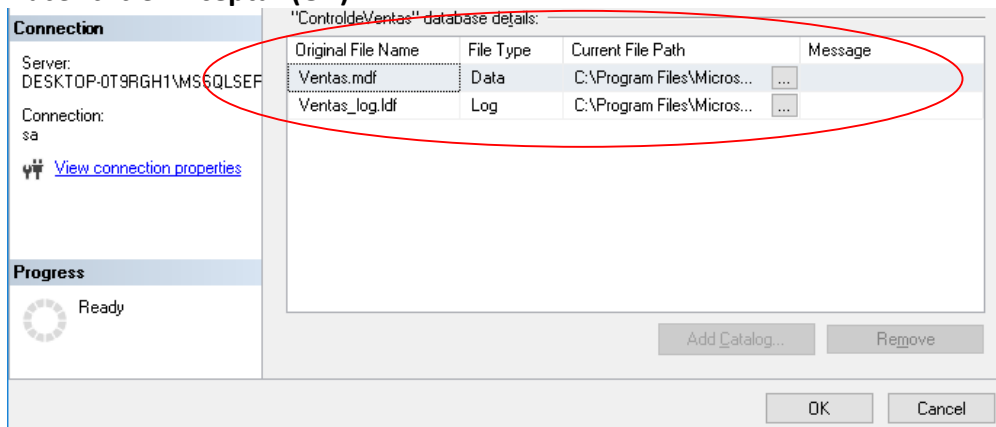 Connection
Server:
DESKTOP-0T9RGH1\MSSQLSEF
Connection:
sa
View connection properties
Progress
Ready
"ControldeVentas" database details:
Original File Name File Type Current File Path Message
Ventas.mdf Data C:\Program Files\Micros... ...
Ventas_log.ldf Log C:\Program Files\Micros... ...
Add Catalog... Remove
OK Cancel